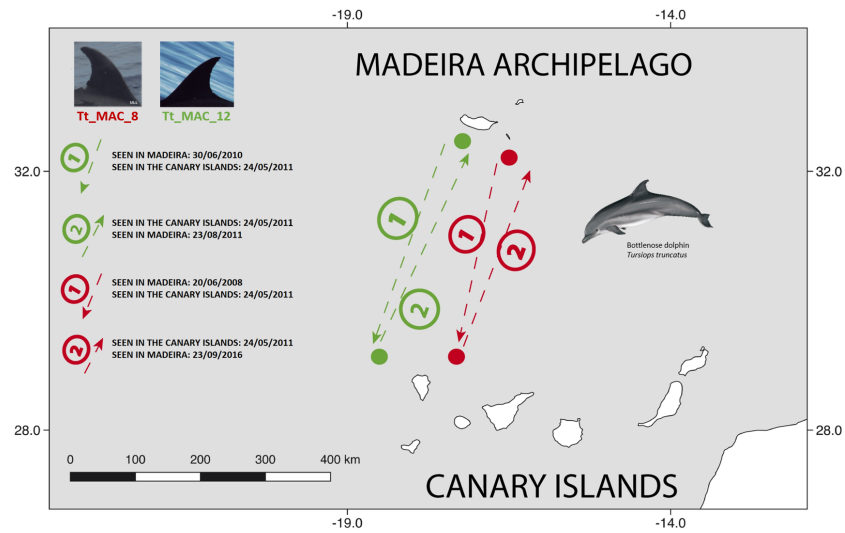 -19.0
-14.0
MADEIRA ARCHIPELAGO
Tt_MAC_8
Tt_MAC_12
1
SEEN IN MADEIRA: 30/06/2010
SEEN IN THE CANARY ISLANDS: 24/05/2011
2
SEEN IN THE CANARY ISLANDS: 24/05/2011
SEEN IN MADEIRA: 23/08/2011
1
SEEN IN MADEIRA: 20/06/2008
SEEN IN THE CANARY ISLANDS: 24/05/2011
2
SEEN IN THE CANARY ISLANDS: 24/05/2011
SEEN IN MADEIRA: 23/09/2016
32.0
32.0
1
1
2
2
Bottlenose dolphin
Tursiops truncatus
28.0
28.0
0 100 200 300 400 km
CANARY ISLANDS
-19.0
-14.0